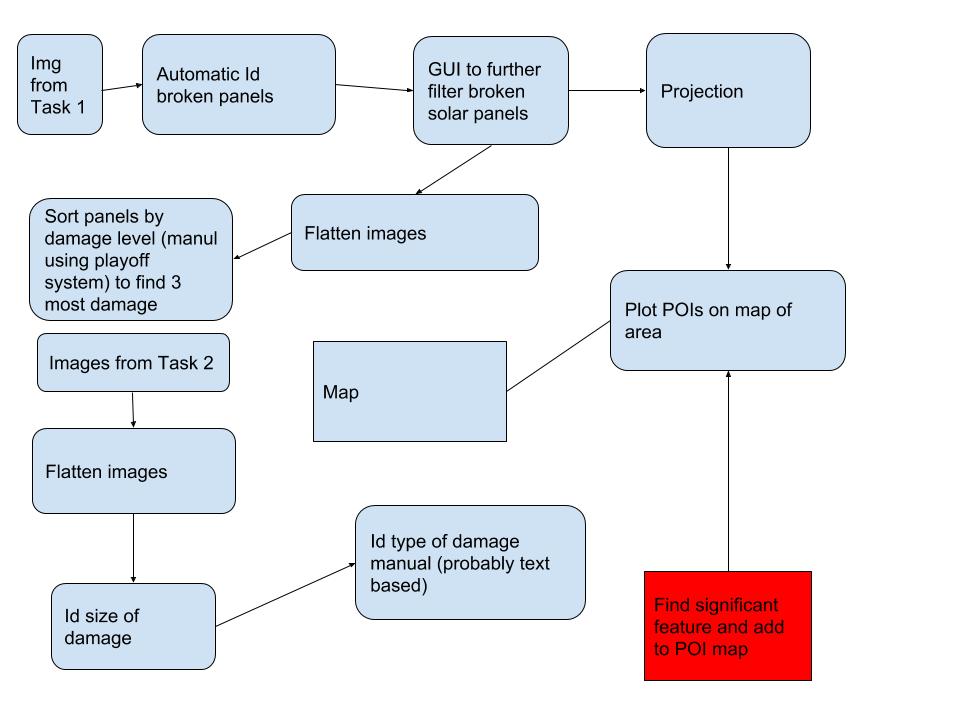 Img
from
Task 1
Automatic Id
broken panels
GUI to further
filter broken
solar panels
Projection
Sort panels by
damage level (manul
using playoff
system) to find 3
most damage
Flatten images
Plot POIs on map of
area
Images from Task 2
Map
Flatten images
Id type of damage
manual (probably text
based)
Id size of
damage
Find significant
feature and add
to POI map